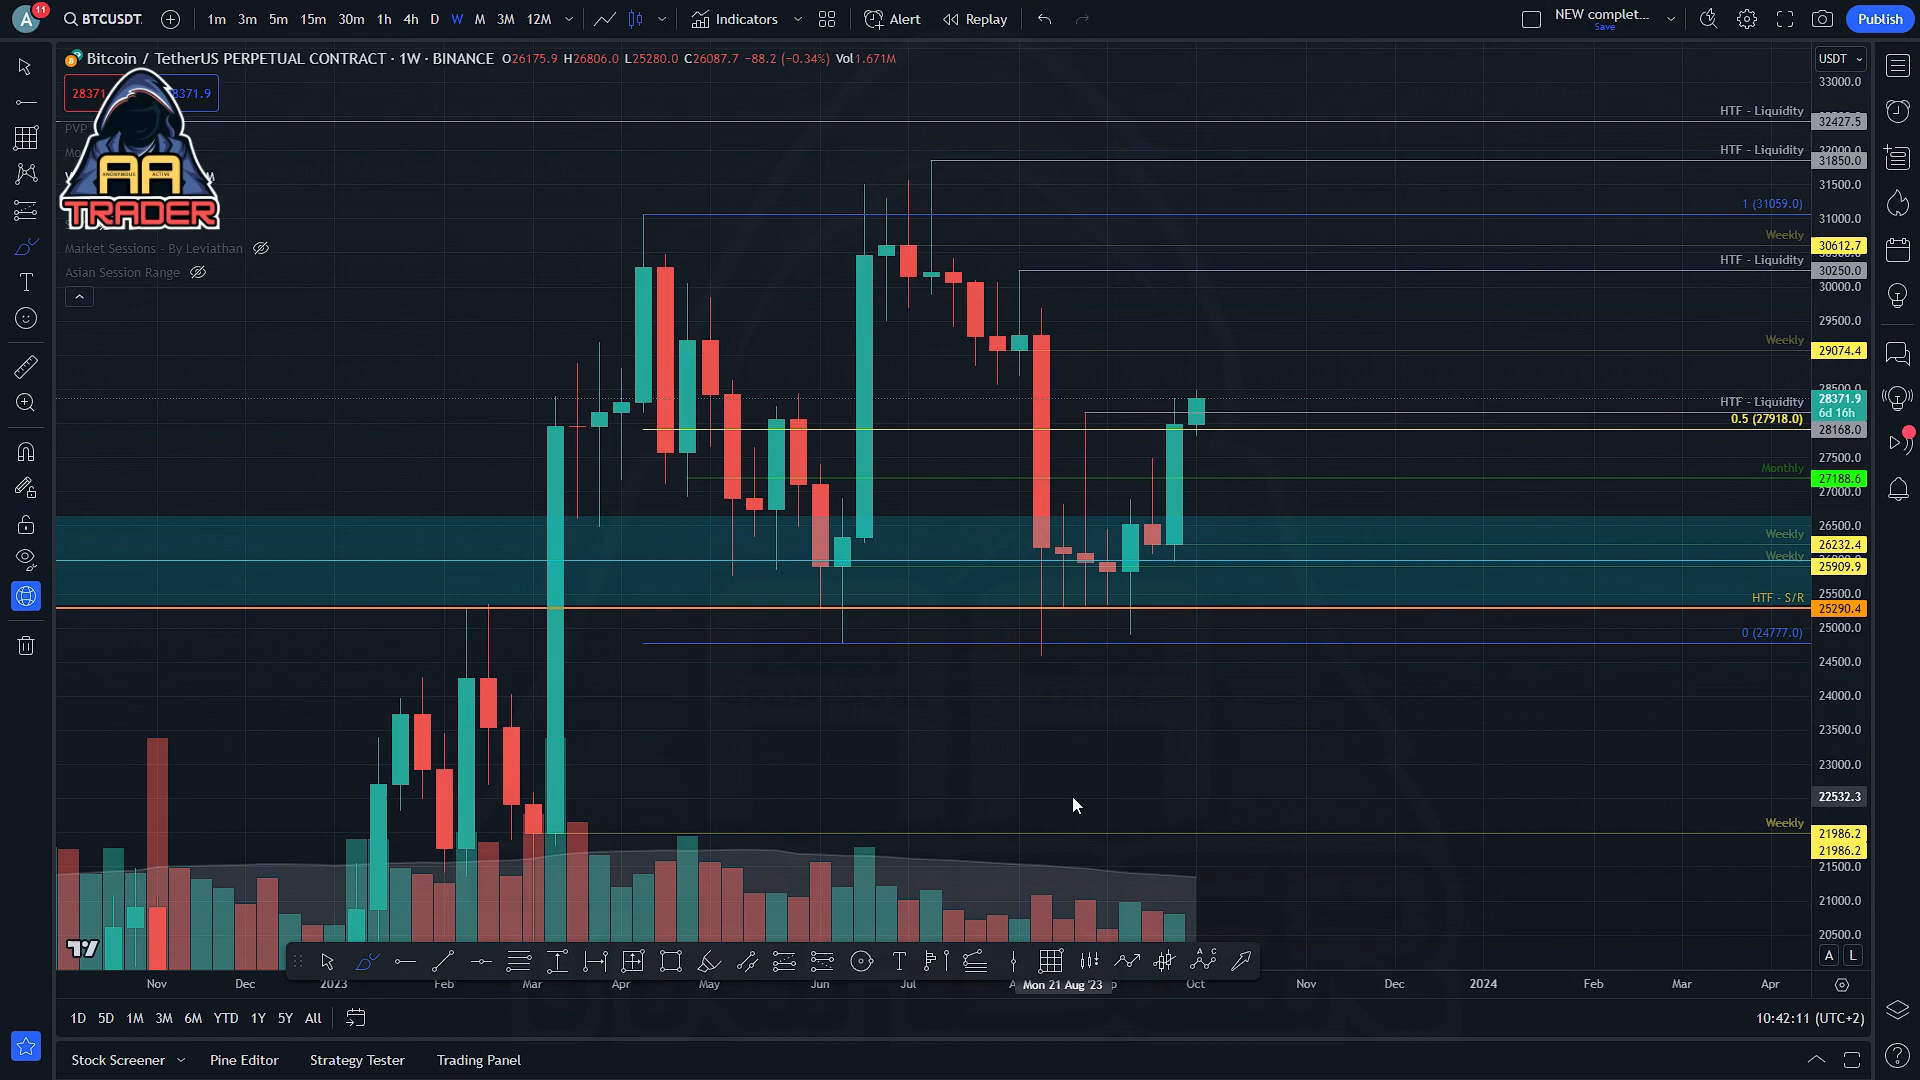 A 11 BTCUSDT 1m 3m 5m 15m 30m 1h 4h D W M 3M 12M Indicators Alert Replay NEW complet... Save Publish
Bitcoin / TetherUS PERPETUAL CONTRACT · 1W · BINANCE O26175.9 H26806.0 L25280.0 C26087.7 −88.2 (−0.34%) Vol1.671M
USDT
28371 8371.9
PVP
Mo
AA
ANONYMOUS ACTIVE
TRADER
Market Sessions - By Leviathan
Asian Session Range
33000.0
HTF - Liquidity
32427.5
HTF - Liquidity
32000.0
31850.0
31500.0
1 (31059.0)
31000.0
Weekly
30612.7
HTF - Liquidity
30250.0
30000.0
29500.0
Weekly
29074.4
28500.0
HTF - Liquidity
28371.9
6d 16h
0.5 (27918.0)
28168.0
27500.0
Monthly
27188.6
27000.0
26500.0
Weekly
26232.4
Weekly
25909.9
25500.0
HTF - S/R
25290.4
25000.0
0 (24777.0)
24500.0
24000.0
23500.0
23000.0
22532.3
Weekly
21986.2
21986.2
21500.0
21000.0
20500.0
A L
Nov Dec 2023 Feb Mar Apr May Jun Jul Mon 21 Aug '23 Oct Nov Dec 2024 Feb Mar Apr
1D 5D 1M 3M 6M YTD 1Y 5Y All
10:42:11 (UTC+2)
Stock Screener Pine Editor Strategy Tester Trading Panel